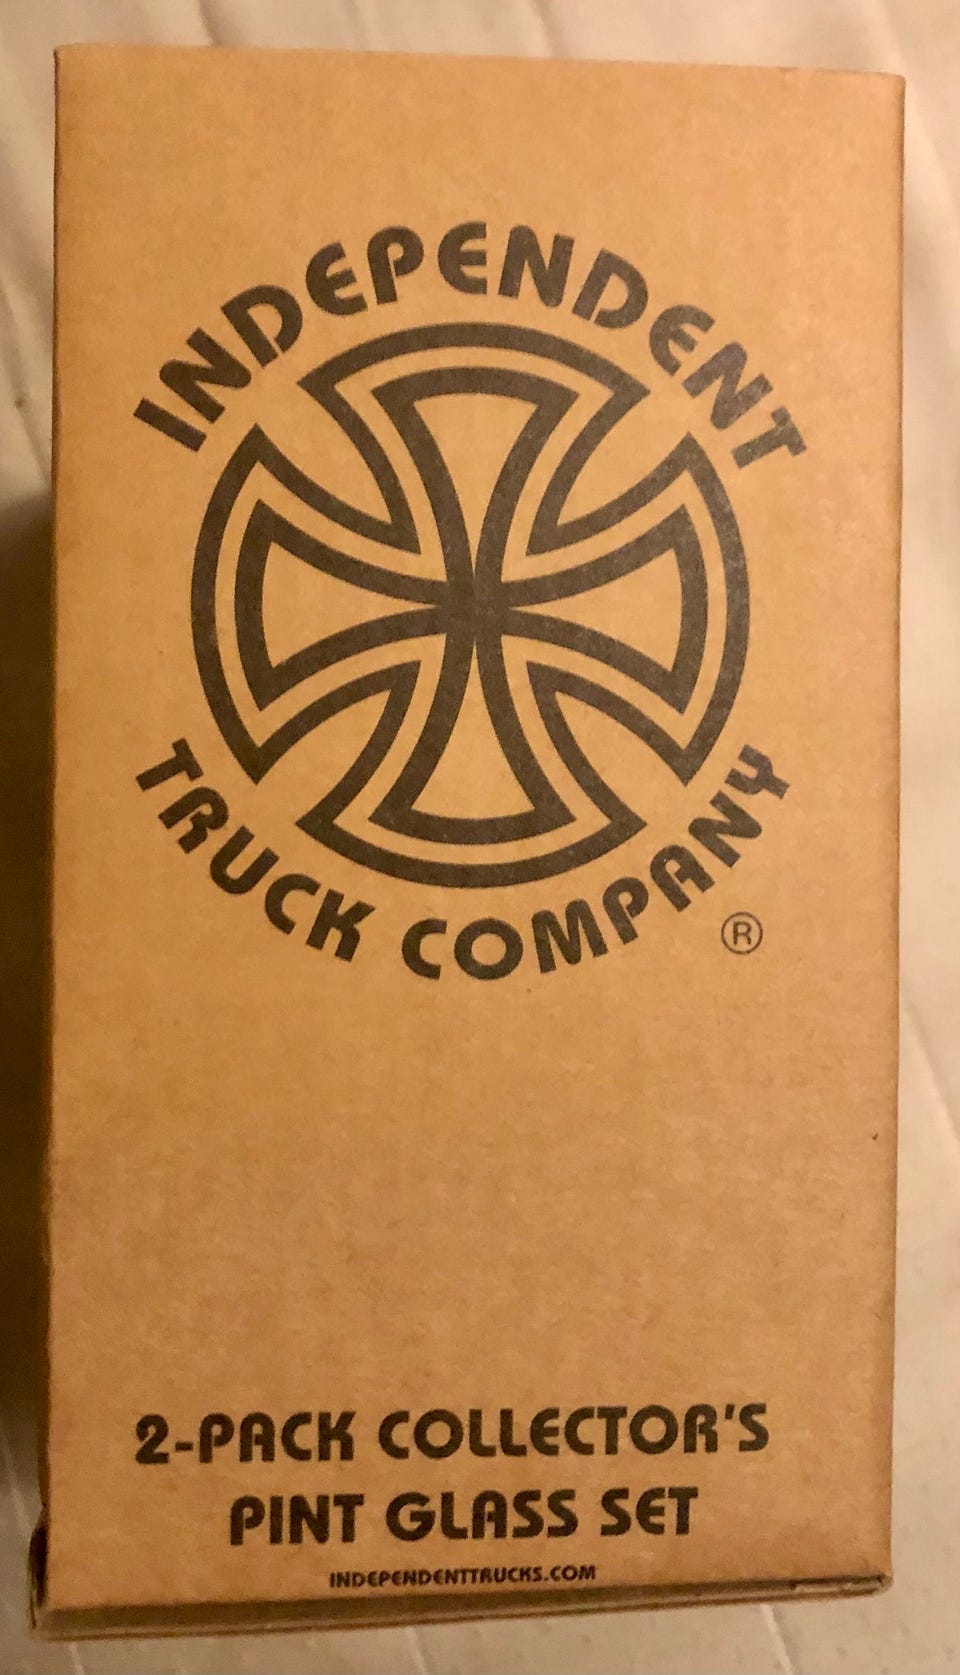 INDEPENDENT
TRUCK COMPANY
®
2-PACK COLLECTOR'S
PINT GLASS SET
INDEPENDENTTRUCKS.COM